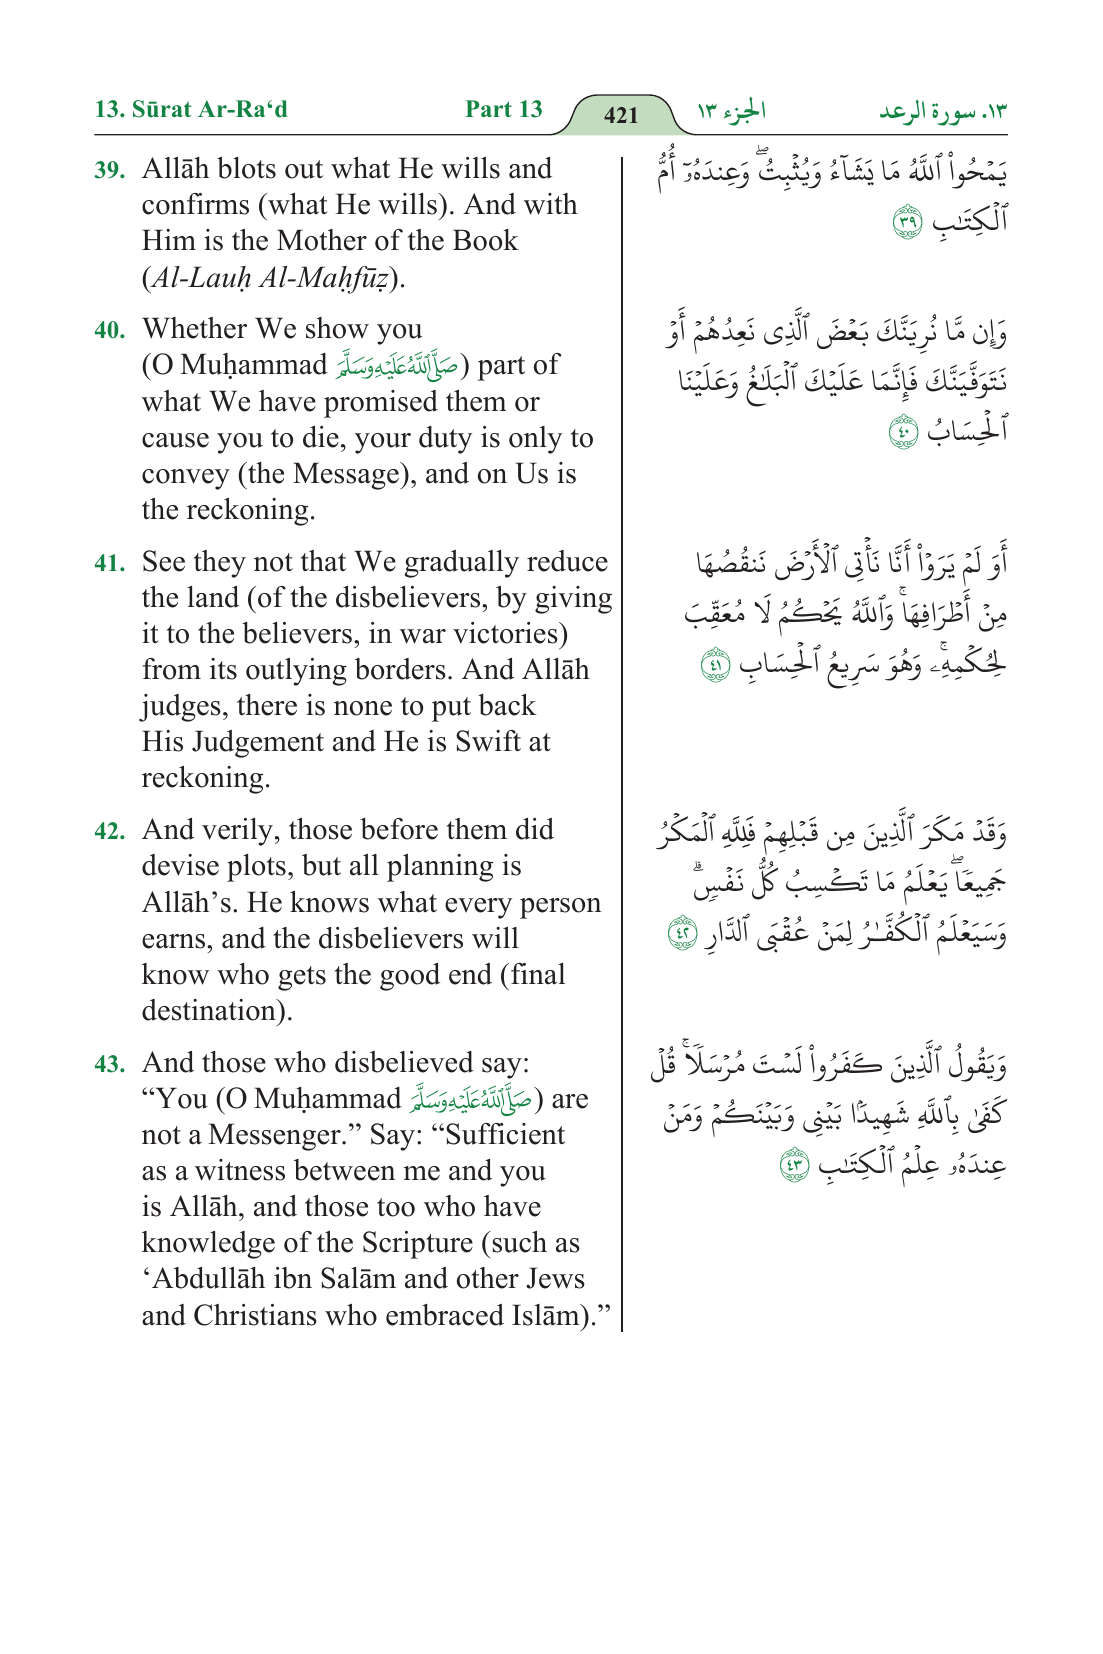 13. Sūrat Ar-Ra‘d
Part 13
421
الجزء ١٣
١٣. سورة الرعد
39. Allāh blots out what He wills and
confirms (what He wills). And with
Him is the Mother of the Book
(Al-Lauḥ Al-Maḥfūẓ).
40. Whether We show you
(O Muḥammad صَلَّى ٱللَّهُ عَلَيْهِ وَسَلَّمَ) part of
what We have promised them or
cause you to die, your duty is only to
convey (the Message), and on Us is
the reckoning.
41. See they not that We gradually reduce
the land (of the disbelievers, by giving
it to the believers, in war victories)
from its outlying borders. And Allāh
judges, there is none to put back
His Judgement and He is Swift at
reckoning.
42. And verily, those before them did
devise plots, but all planning is
Allāh’s. He knows what every person
earns, and the disbelievers will
know who gets the good end (final
destination).
43. And those who disbelieved say:
“You (O Muḥammad صَلَّى ٱللَّهُ عَلَيْهِ وَسَلَّمَ) are
not a Messenger.” Say: “Sufficient
as a witness between me and you
is Allāh, and those too who have
knowledge of the Scripture (such as
‘Abdullāh ibn Salām and other Jews
and Christians who embraced Islām).”
يَمْحُوا۟ ٱللَّهُ مَا يَشَآءُ وَيُثْبِتُ ۖ وَعِندَهُۥٓ أُمُّ
ٱلْكِتَـٰبِ ٣٩
وَإِن مَّا نُرِيَنَّكَ بَعْضَ ٱلَّذِى نَعِدُهُمْ أَوْ
نَتَوَفَّيَنَّكَ فَإِنَّمَا عَلَيْكَ ٱلْبَلَـٰغُ وَعَلَيْنَا
ٱلْحِسَابُ ٤٠
أَوَ لَمْ يَرَوْا۟ أَنَّا نَأْتِى ٱلْأَرْضَ نَنقُصُهَا
مِنْ أَطْرَافِهَا ۚ وَٱللَّهُ يَحْكُمُ لَا مُعَقِّبَ
لِحُكْمِهِۦ ۚ وَهُوَ سَرِيعُ ٱلْحِسَابِ ٤١
وَقَدْ مَكَرَ ٱلَّذِينَ مِن قَبْلِهِمْ فَلِلَّهِ ٱلْمَكْرُ
جَمِيعًا ۖ يَعْلَمُ مَا تَكْسِبُ كُلُّ نَفْسٍ ۗ
وَسَيَعْلَمُ ٱلْكُفَّـٰرُ لِمَنْ عُقْبَى ٱلدَّارِ ٤٢
وَيَقُولُ ٱلَّذِينَ كَفَرُوا۟ لَسْتَ مُرْسَلًا ۚ قُلْ
كَفَىٰ بِٱللَّهِ شَهِيدًۢا بَيْنِى وَبَيْنَكُمْ وَمَنْ
عِندَهُۥ عِلْمُ ٱلْكِتَـٰبِ ٤٣